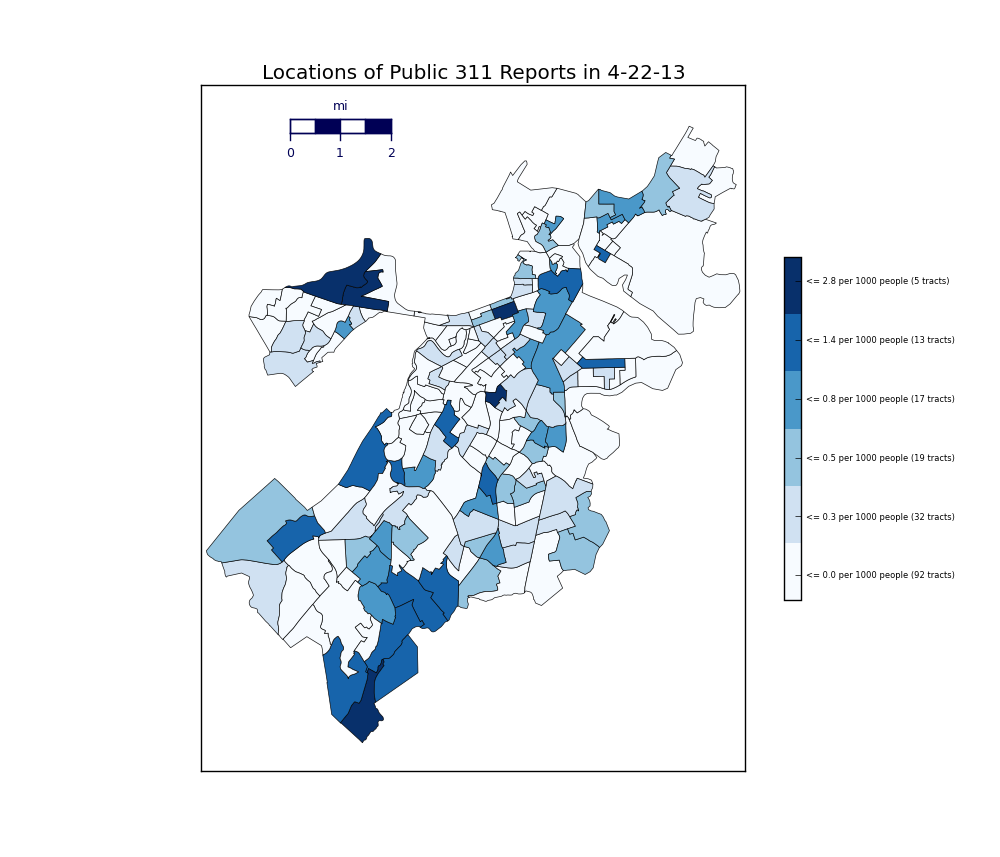 Locations of Public 311 Reports in 4-22-13
mi
0 1 2
<= 2.8 per 1000 people (5 tracts)
<= 1.4 per 1000 people (13 tracts)
<= 0.8 per 1000 people (17 tracts)
<= 0.5 per 1000 people (19 tracts)
<= 0.3 per 1000 people (32 tracts)
<= 0.0 per 1000 people (92 tracts)